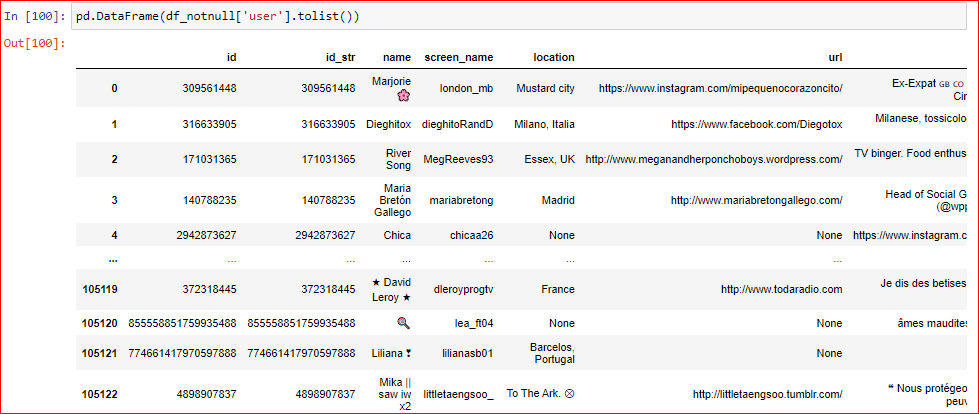 In [100]: pd.DataFrame(df_notnull['user'].tolist())
Out[100]:
id id_str name screen_name location url
0 309561448 309561448 Marjorie 🌸 london_mb Mustard city https://www.instagram.com/mipequenocorazoncito/ Ex-Expat GB CO Cir
1 316633905 316633905 Dieghitox dieghitoRandD Milano, Italia https://www.facebook.com/Diegotox Milanese, tossicolo
2 171031365 171031365 River Song MegReeves93 Essex, UK http://www.meganandherponchoboys.wordpress.com/ TV binger. Food enthus
3 140788235 140788235 Maria Bretón Gallego mariabretong Madrid http://www.mariabretongallego.com/ Head of Social G (@wpp
4 2942873627 2942873627 Chica chicaa26 None None https://www.instagram.c
... ... ... ... ... ... ...
105119 372318445 372318445 ★ David Leroy ★ dleroyprogtv France http://www.todaradio.com Je dis des betises
105120 855558851759935488 855558851759935488 🔍 lea_ft04 None None âmes maudites
105121 774661417970597888 774661417970597888 Liliana ❣ lilianasb01 Barcelos, Portugal None
105122 4898907837 4898907837 Mika || saw iw x2 littletaengsoo_ To The Ark. ☹ http://littletaengsoo.tumblr.com/ ❝ Nous protégeo peuv